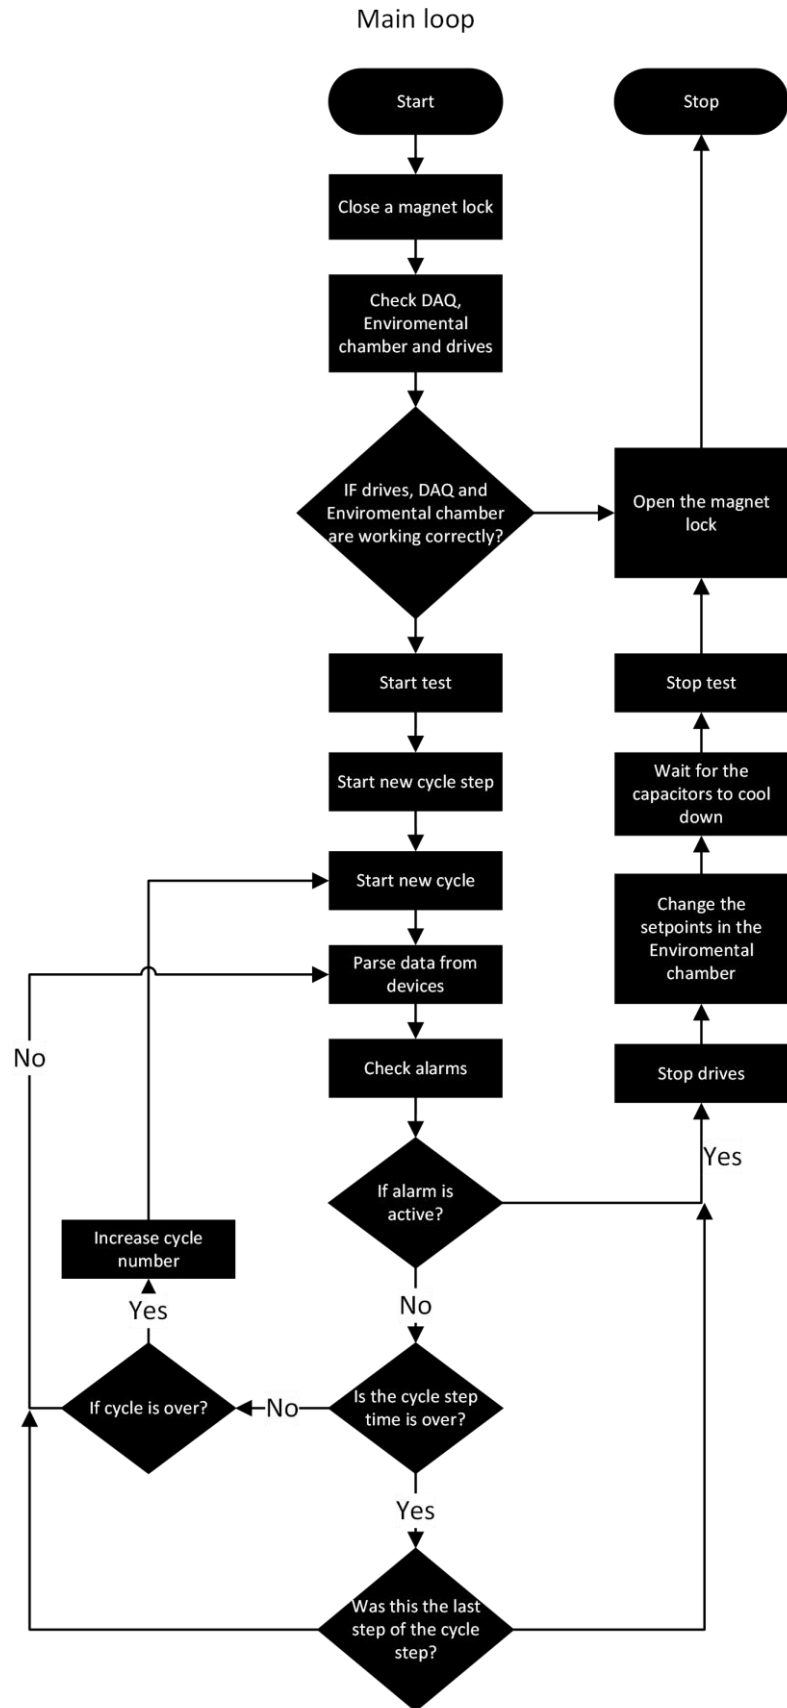 Main loop
Start
Stop
Close a magnet lock
Check DAQ,
Enviromental
chamber and drives
IF drives, DAQ and
Enviromental chamber
are working correctly?
Open the magnet
lock
Start test
Stop test
Start new cycle step
Wait for the
capacitors to cool
down
Start new cycle
Change the
setpoints in the
Enviromental
chamber
Parse data from
devices
No
Check alarms
Stop drives
Yes
If alarm is
active?
Increase cycle
number
No
Yes
If cycle is over?
No
Is the cycle step
time is over?
Yes
Was this the last
step of the cycle
step?